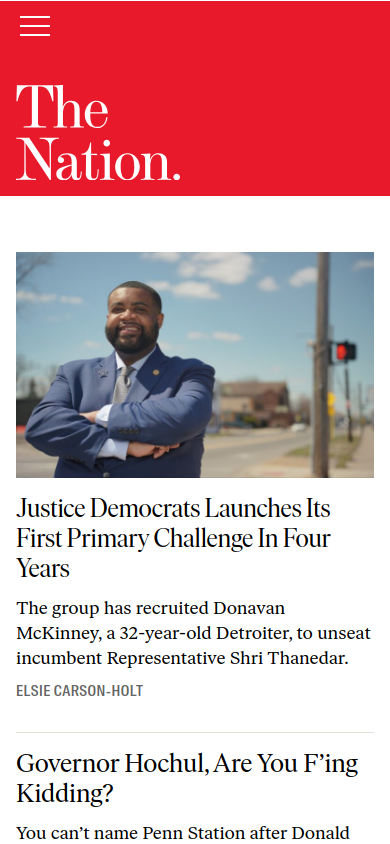 The
Nation.
Justice Democrats Launches Its
First Primary Challenge In Four
Years
The group has recruited Donavan
McKinney, a 32-year-old Detroiter, to unseat
incumbent Representative Shri Thanedar.
ELSIE CARSON-HOLT
Governor Hochul, Are You F’ing
Kidding?
You can’t name Penn Station after Donald